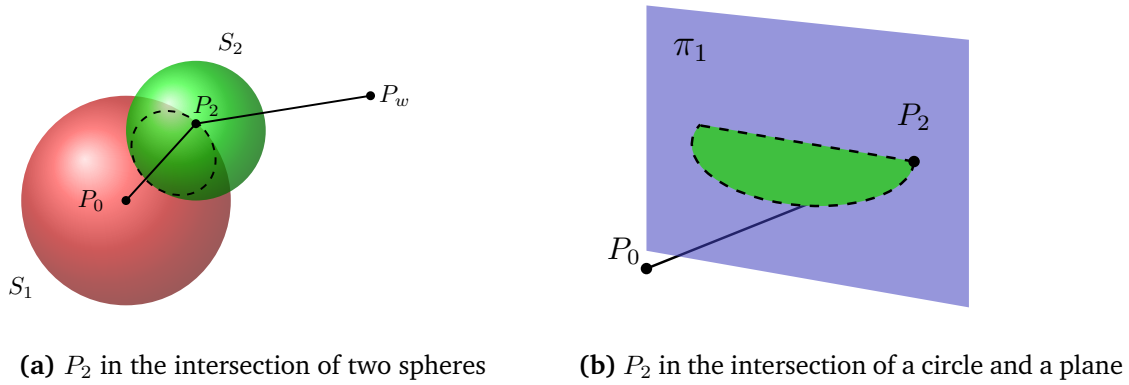 S₂
P₂
P_w
P₀
S₁
(a) P₂ in the intersection of two spheres
π₁
P₂
P₀
(b) P₂ in the intersection of a circle and a plane